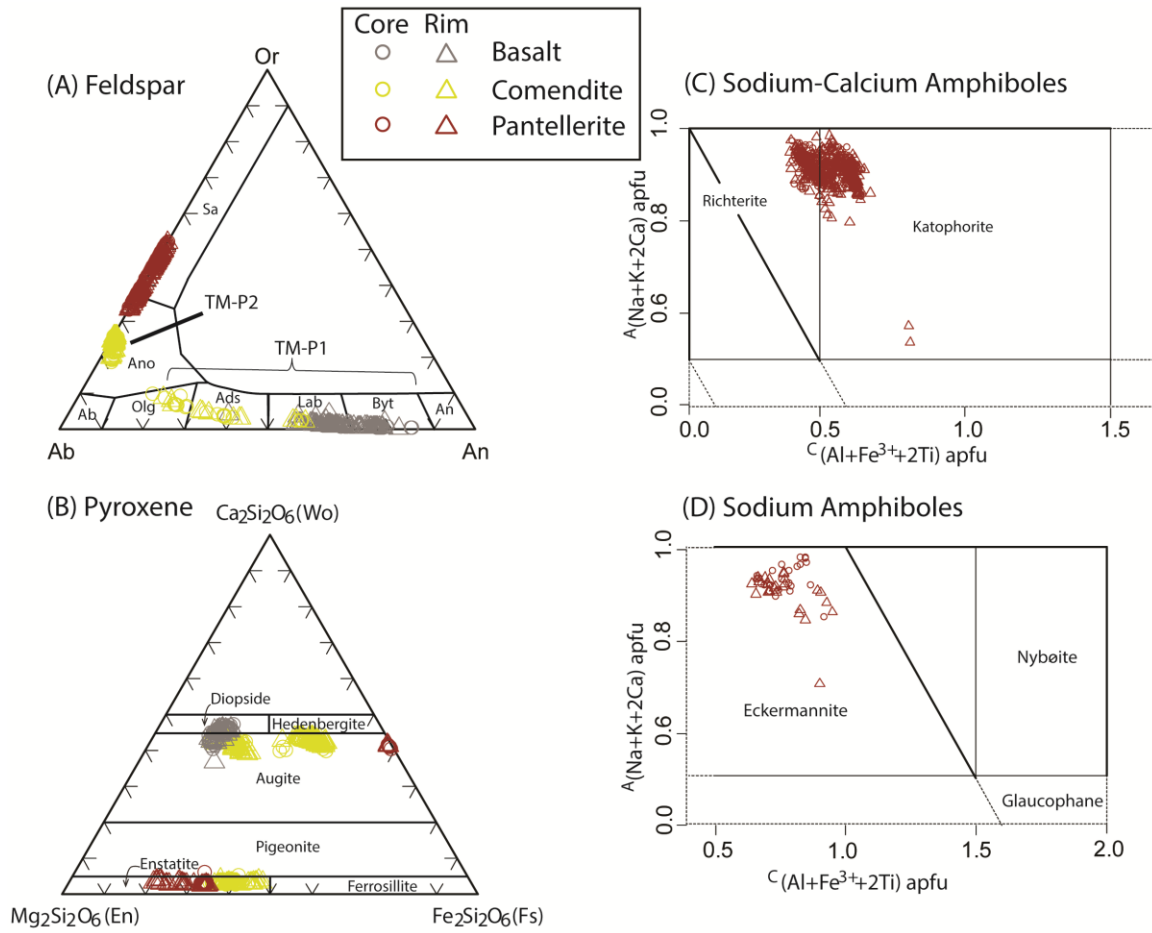 Core Rim
Basalt
Comendite
Pantellerite
(A) Feldspar
Or
Sa
TM-P2
TM-P1
Ano
Ab
Olg
Ads
Lab
Byt
An
Ab
An
(B) Pyroxene
Ca₂Si₂O₆(Wo)
Diopside
Hedenbergite
Augite
Pigeonite
Enstatite
Ferrosillite
Mg₂Si₂O₆(En)
Fe₂Si₂O₆(Fs)
(C) Sodium-Calcium Amphiboles
ᴬ(Na+K+2Ca) apfu
1.0
0.8
0.6
0.0
Richterite
Katophorite
0.0 0.5 1.0 1.5
ᶜ(Al+Fe³⁺+2Ti) apfu
(D) Sodium Amphiboles
ᴬ(Na+K+2Ca) apfu
1.0
0.8
0.6
0.0
Eckermannite
Nybøite
Glaucophane
0.5 1.0 1.5 2.0
ᶜ(Al+Fe³⁺+2Ti) apfu